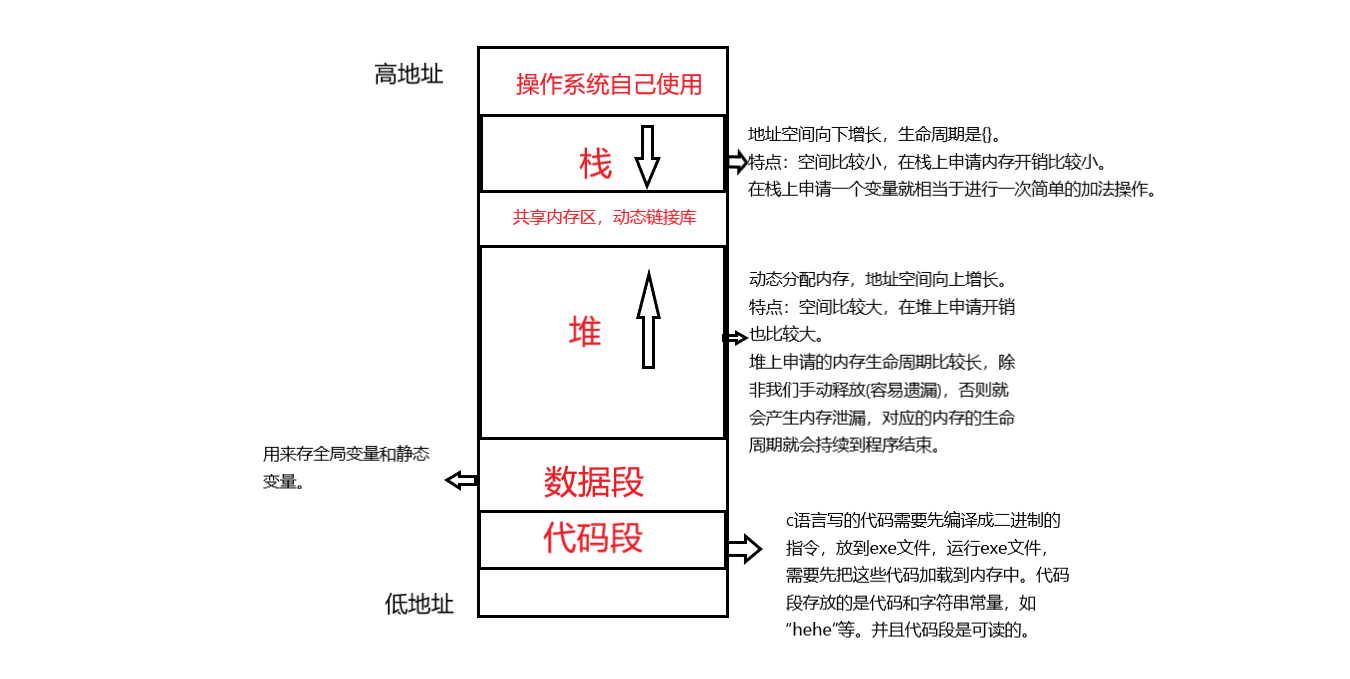 高地址
操作系统自己使用
栈
地址空间向下增长，生命周期是{}。
特点：空间比较小，在栈上申请内存开销比较小。
在栈上申请一个变量就相当于进行一次简单的加法操作。
共享内存区，动态链接库
堆
动态分配内存，地址空间向上增长。
特点：空间比较大，在堆上申请开销
也比较大。
堆上申请的内存生命周期比较长，除
非我们手动释放(容易遗漏)，否则就
会产生内存泄漏，对应的内存的生命
周期就会持续到程序结束。
用来存全局变量和静态
变量。
数据段
代码段
c语言写的代码需要先编译成二进制的
指令，放到exe文件，运行exe文件，
需要先把这些代码加载到内存中。代码
段存放的是代码和字符串常量，如
“hehe”等。并且代码段是可读的。
低地址